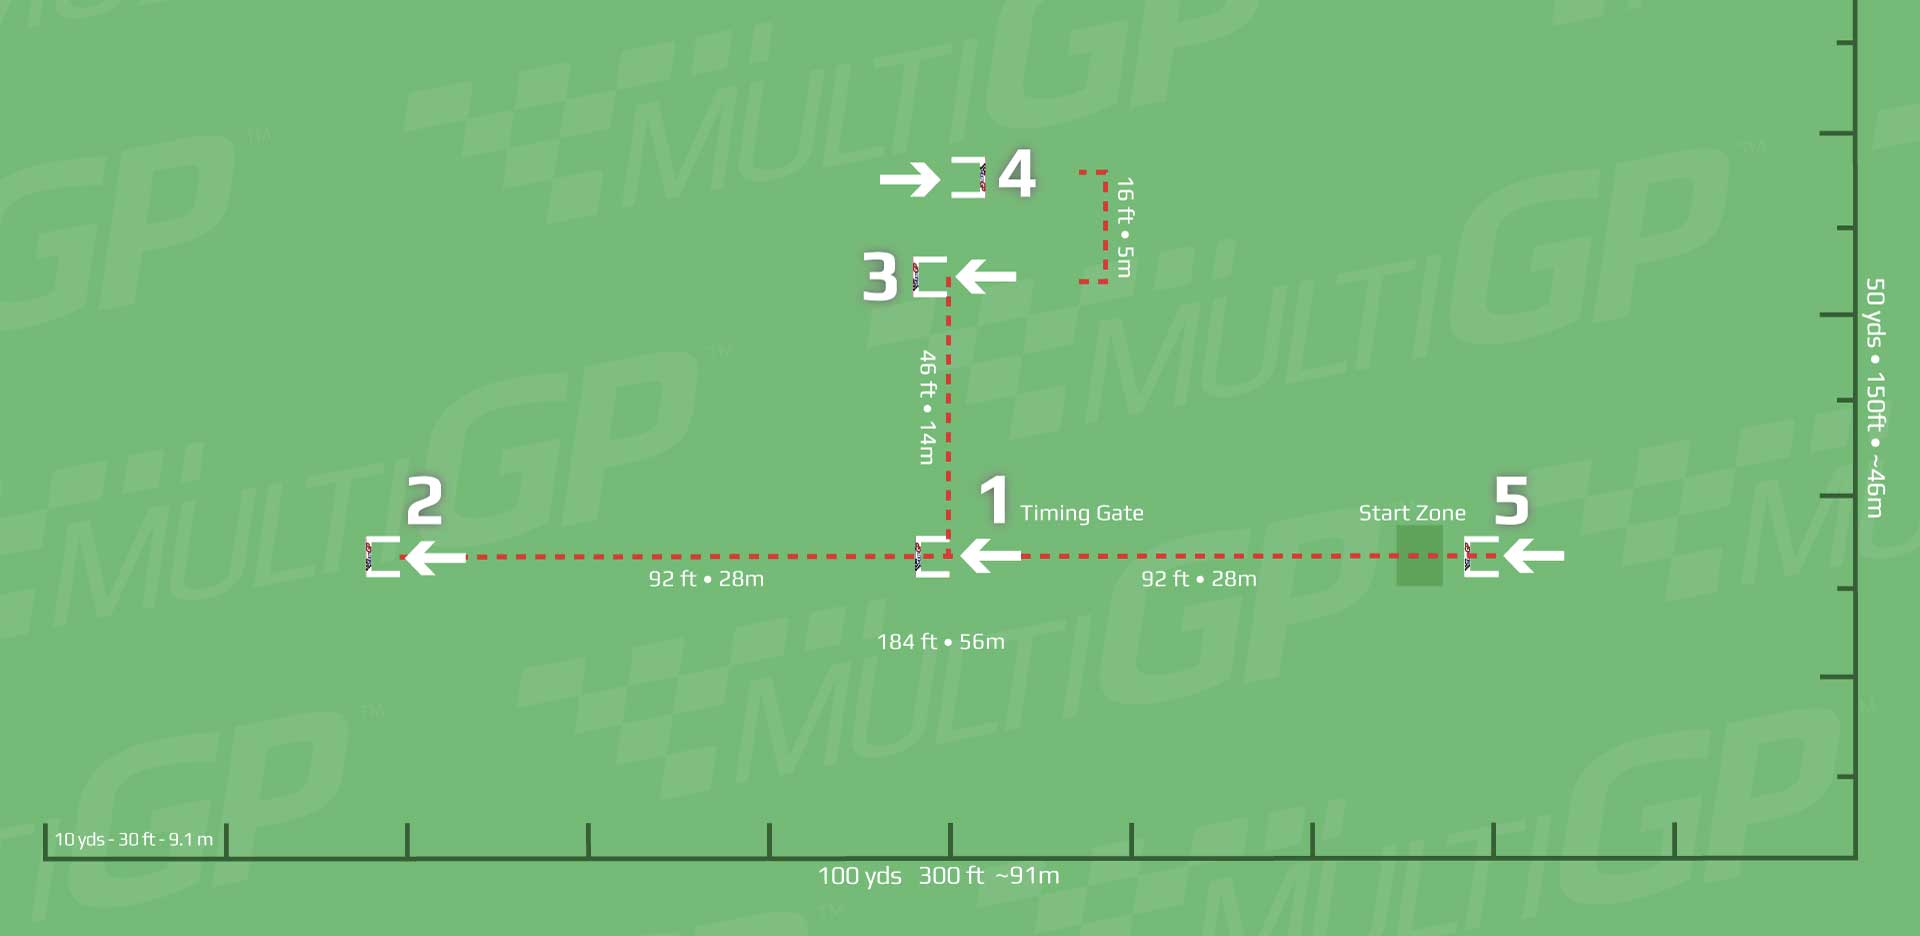 MULTIGP™
4
16 ft • 5m
3
46 ft • 14m
50 yds • 150ft • ~46m
2
1 Timing Gate
Start Zone
5
92 ft • 28m
92 ft • 28m
184 ft • 56m
10 yds - 30 ft - 9.1 m
100 yds 300 ft ~91m